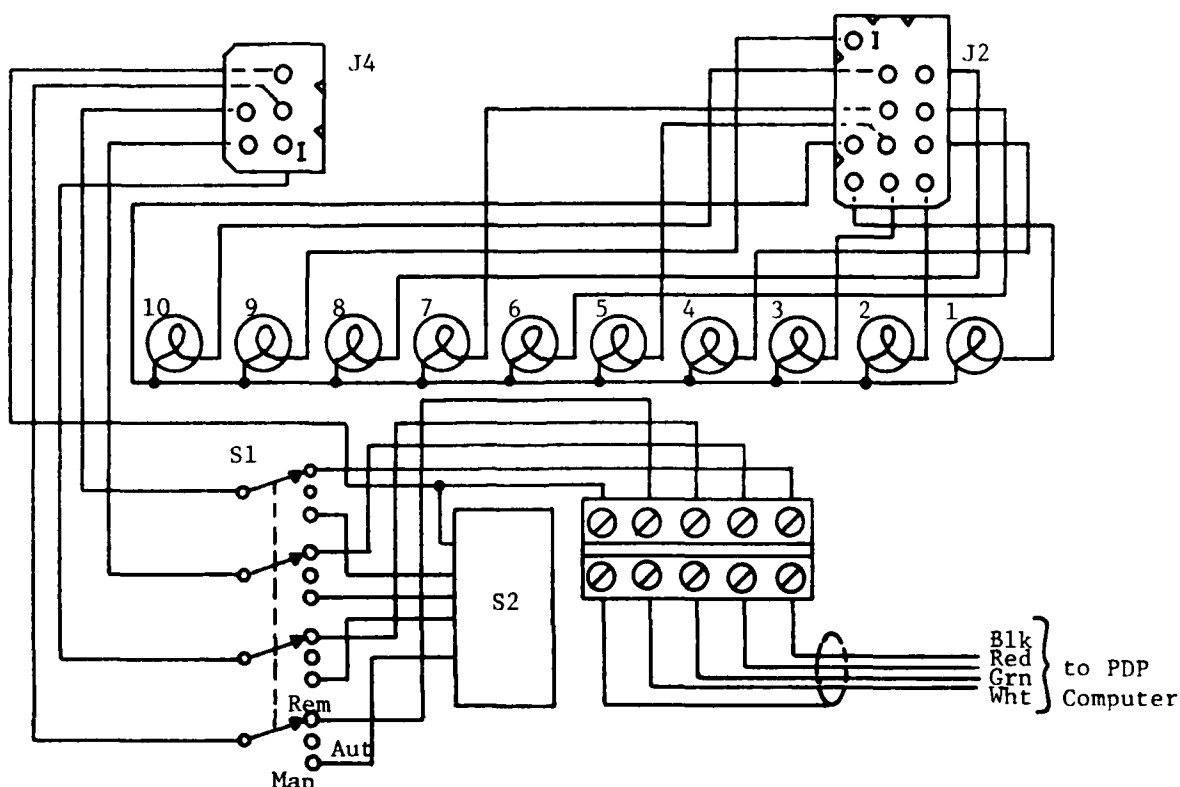 J4
I
I
J2
10 9 8 7 6 5 4 3 2 1
S1
S2
Rem
Aut
Man
Blk
Red
Grn
Wht
to PDP
Computer